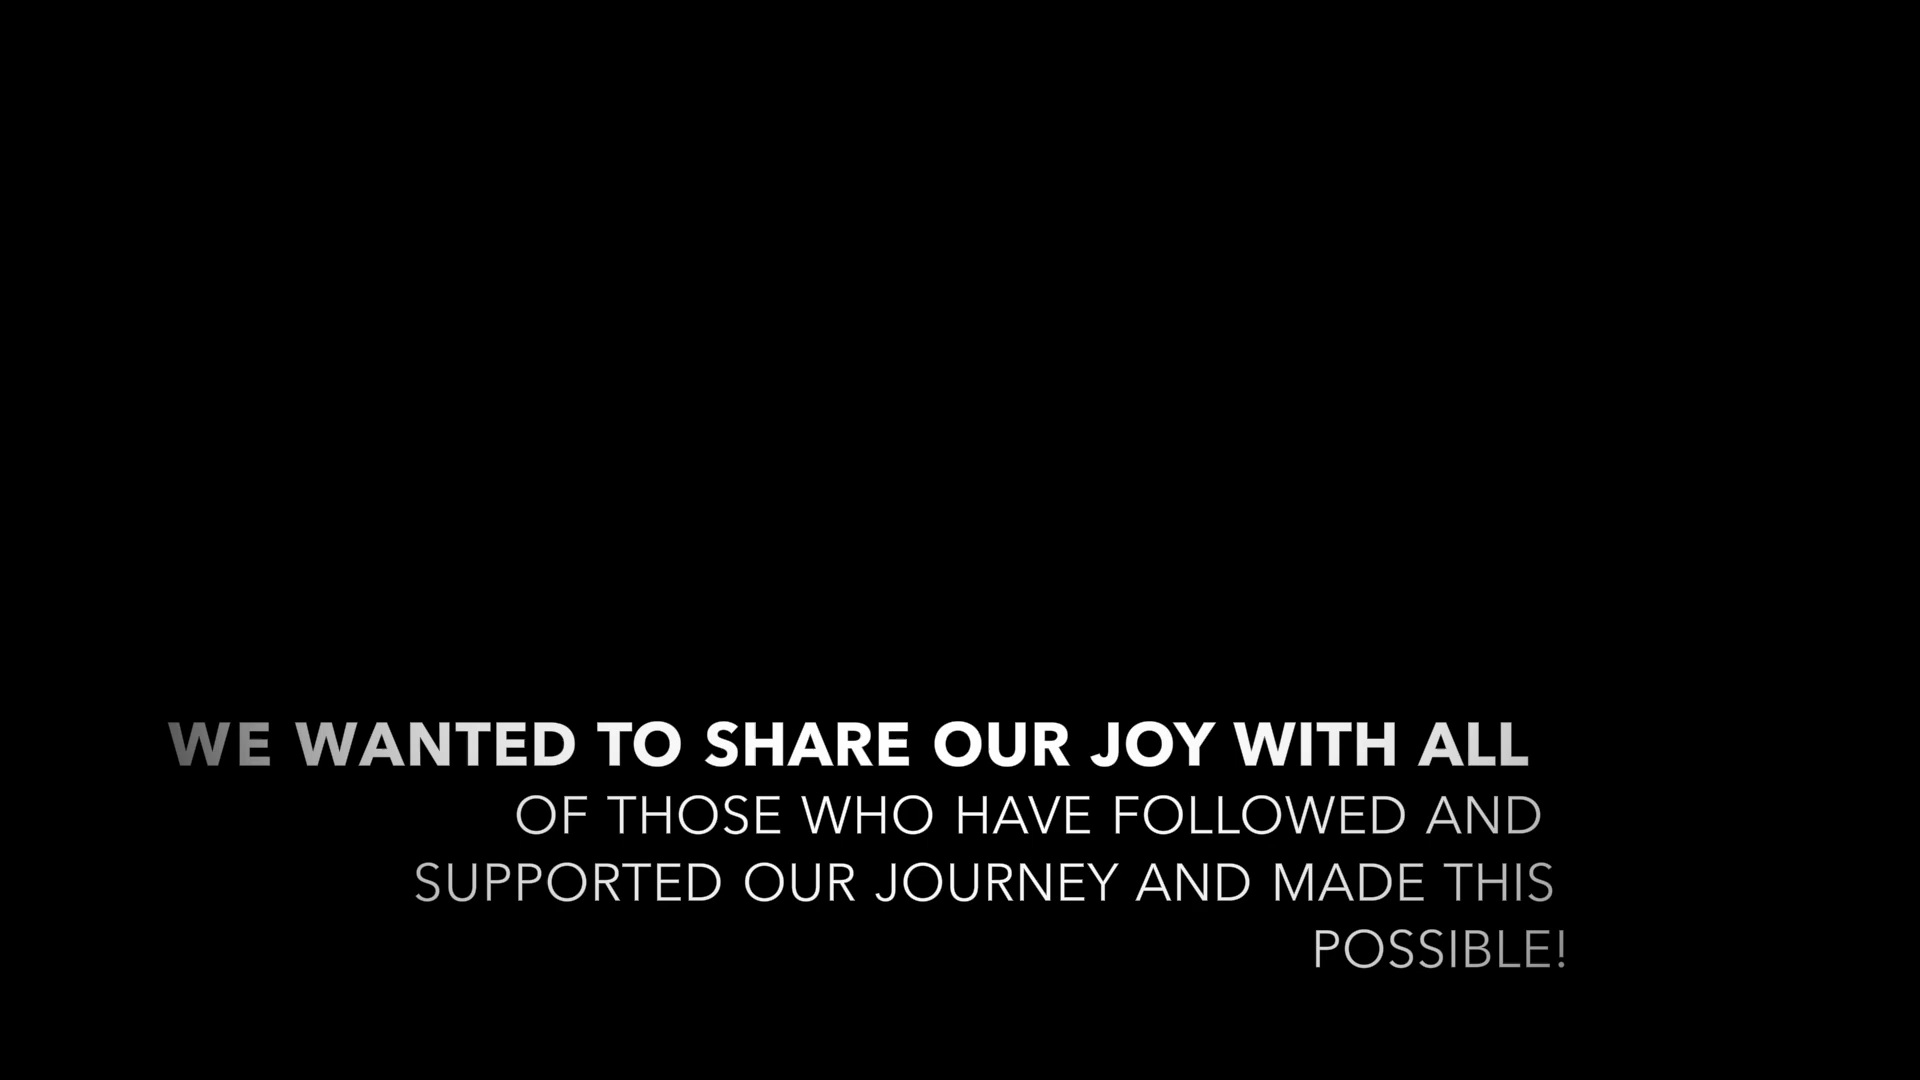 WE WANTED TO SHARE OUR JOY WITH ALL
OF THOSE WHO HAVE FOLLOWED AND
SUPPORTED OUR JOURNEY AND MADE THIS
POSSIBLE!